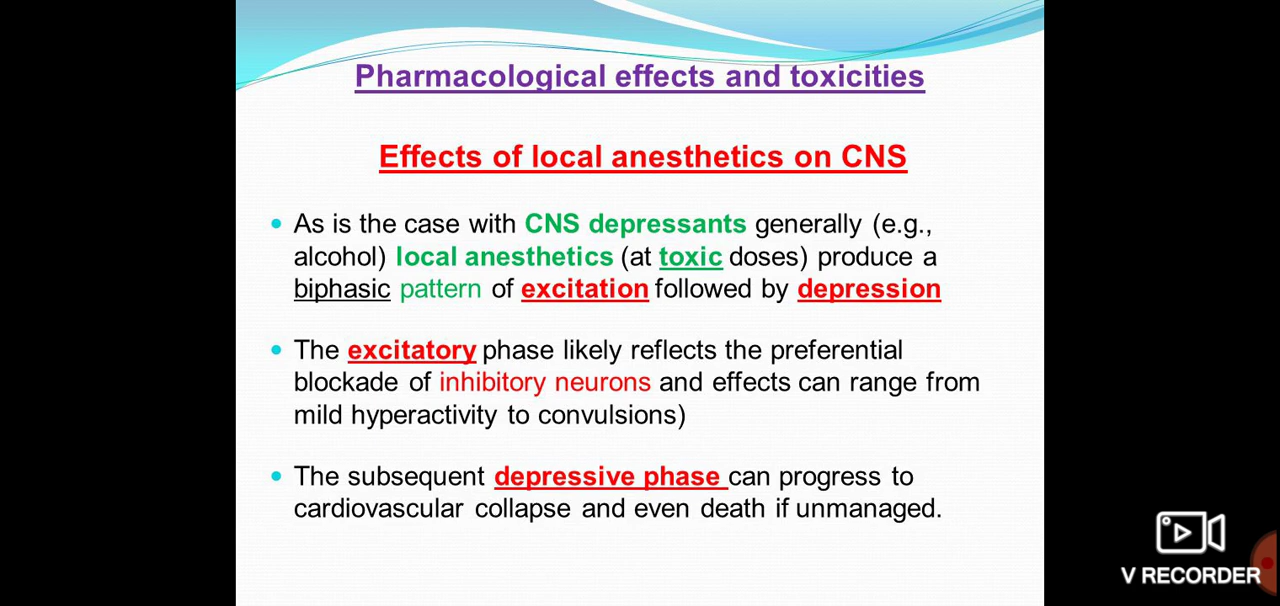 Pharmacological effects and toxicities
Effects of local anesthetics on CNS
As is the case with CNS depressants generally (e.g.,
alcohol) local anesthetics (at toxic doses) produce a
biphasic pattern of excitation followed by depression
The excitatory phase likely reflects the preferential
blockade of inhibitory neurons and effects can range from
mild hyperactivity to convulsions)
The subsequent depressive phase can progress to
cardiovascular collapse and even death if unmanaged.
V RECORDER